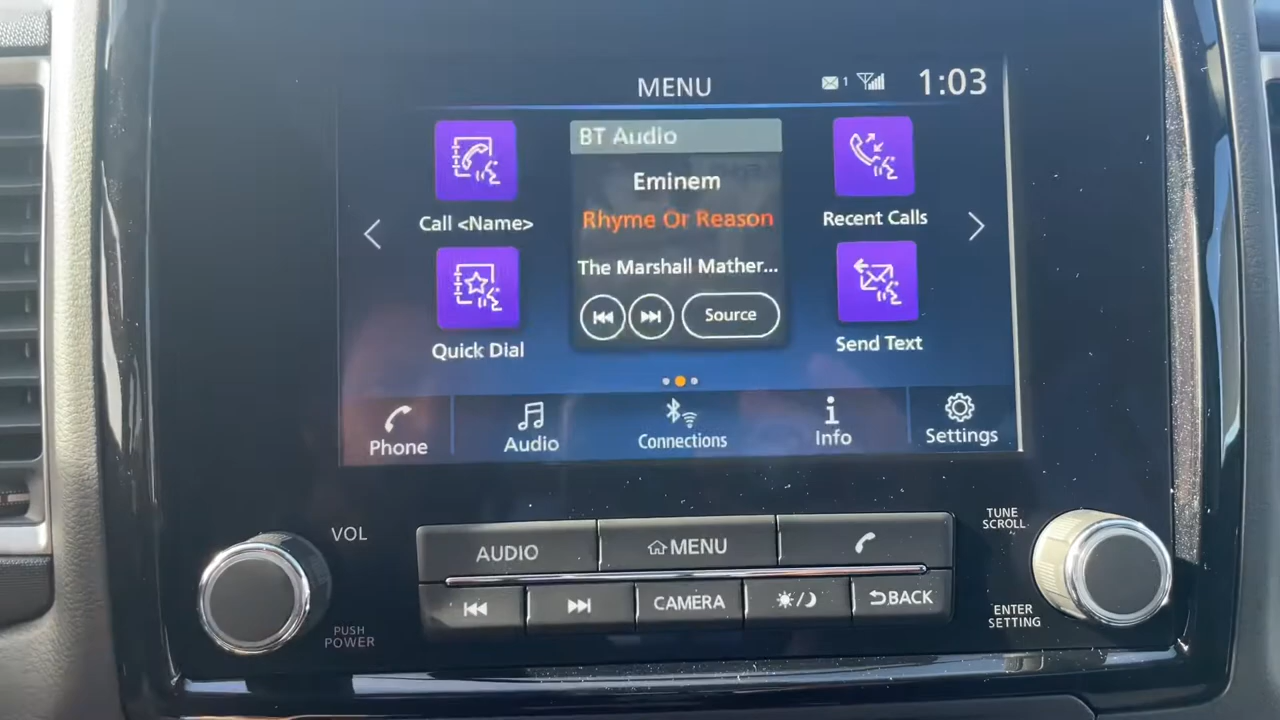 MENU
1
1:03
BT Audio
Eminem
Rhyme Or Reason
The Marshall Mather...
Source
Call <Name>
Quick Dial
Recent Calls
Send Text
Phone
Audio
Connections
Info
Settings
VOL
PUSH
POWER
AUDIO
MENU
CAMERA
BACK
TUNE
SCROLL
ENTER
SETTING